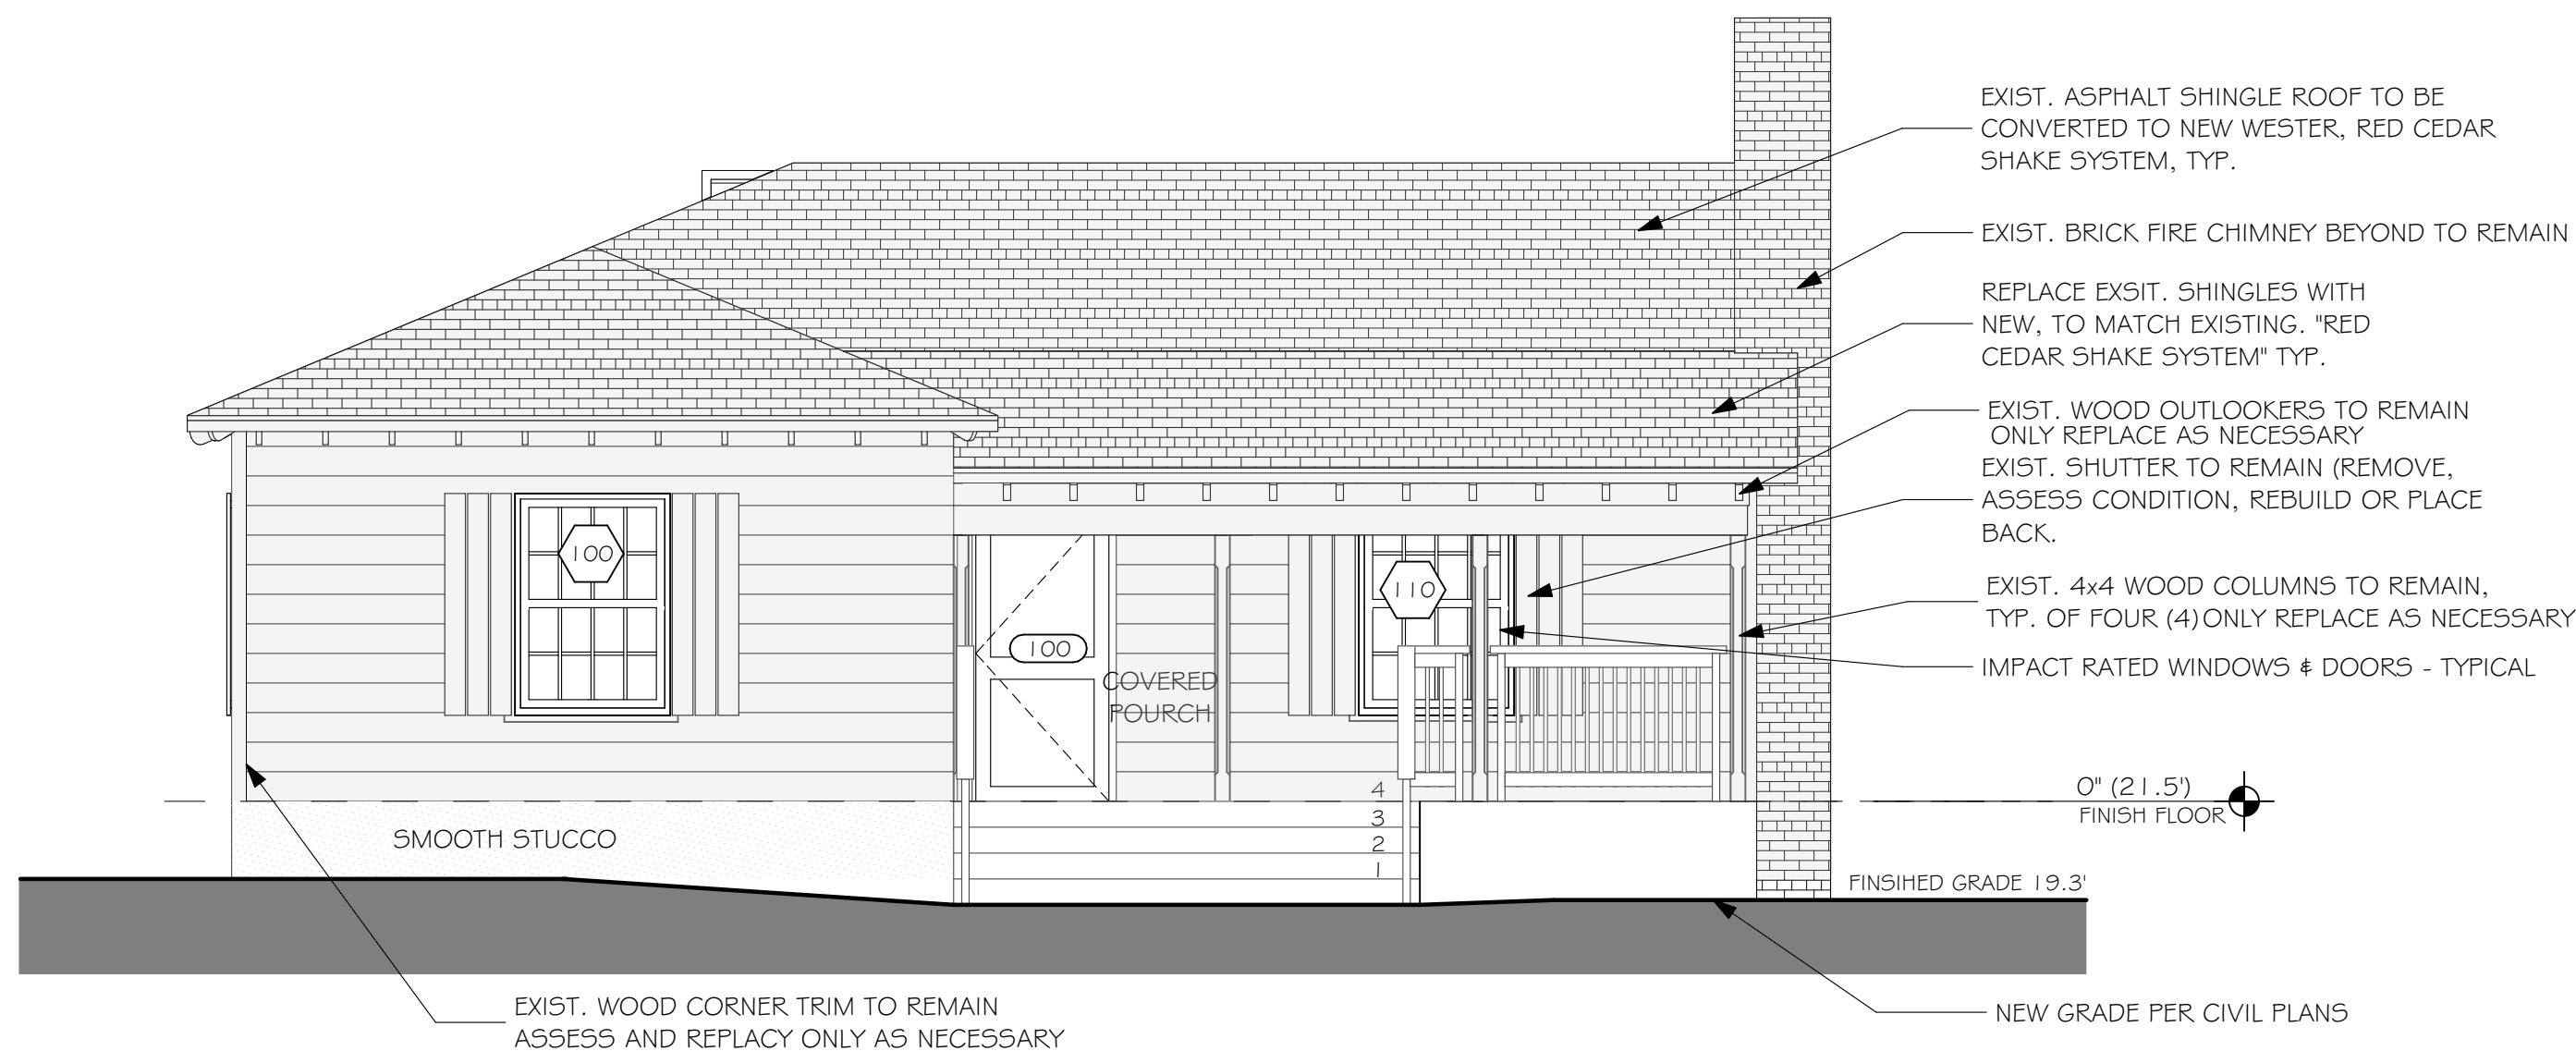 EXIST. ASPHALT SHINGLE ROOF TO BE
CONVERTED TO NEW WESTER, RED CEDAR
SHAKE SYSTEM, TYP.
EXIST. BRICK FIRE CHIMNEY BEYOND TO REMAIN
REPLACE EXSIT. SHINGLES WITH
NEW, TO MATCH EXISTING. "RED
CEDAR SHAKE SYSTEM" TYP.
EXIST. WOOD OUTLOOKERS TO REMAIN
ONLY REPLACE AS NECESSARY
EXIST. SHUTTER TO REMAIN (REMOVE,
ASSESS CONDITION, REBUILD OR PLACE
BACK.
EXIST. 4x4 WOOD COLUMNS TO REMAIN,
TYP. OF FOUR (4) ONLY REPLACE AS NECESSARY
IMPACT RATED WINDOWS & DOORS - TYPICAL
100
110
100
COVERED
POURCH
4
3
2
1
0" (21.5')
FINISH FLOOR
SMOOTH STUCCO
FINSIHED GRADE 19.3'
EXIST. WOOD CORNER TRIM TO REMAIN
ASSESS AND REPLACY ONLY AS NECESSARY
NEW GRADE PER CIVIL PLANS